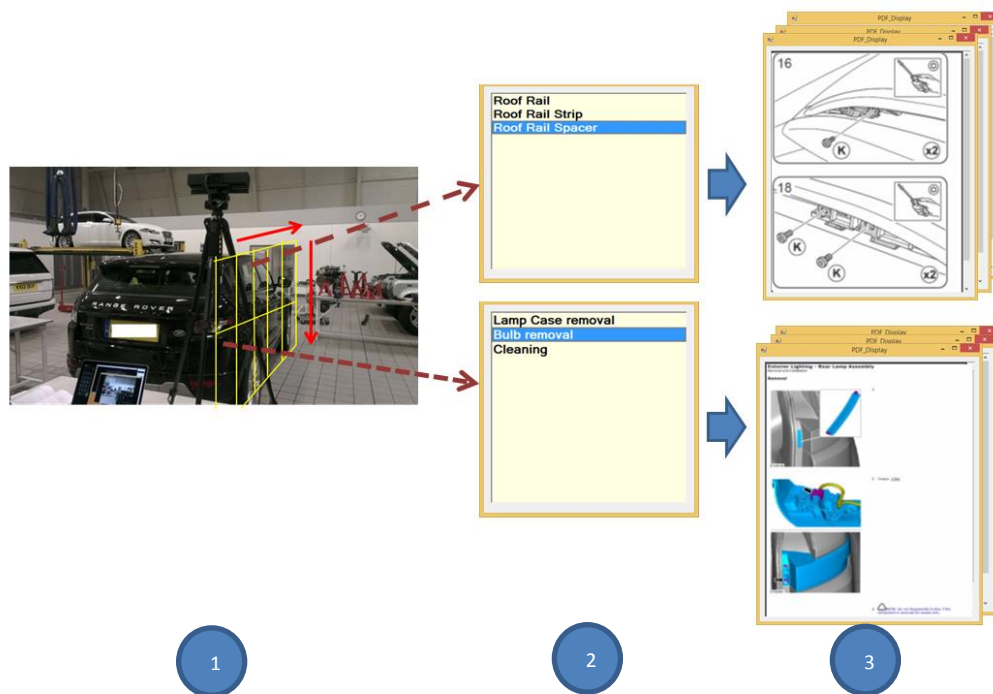 PDF_Display
PDF_Display
PDF_Display
16
K
x2
18
K
K
x2
Roof Rail
Roof Rail Strip
Roof Rail Spacer
RANGE ROVER
Lamp Case removal
Bulb removal
Cleaning
PDF_Display
PDF_Display
PDF_Display
Exterior Lighting - Rear Lamp Assembly
Removal
1
2
3